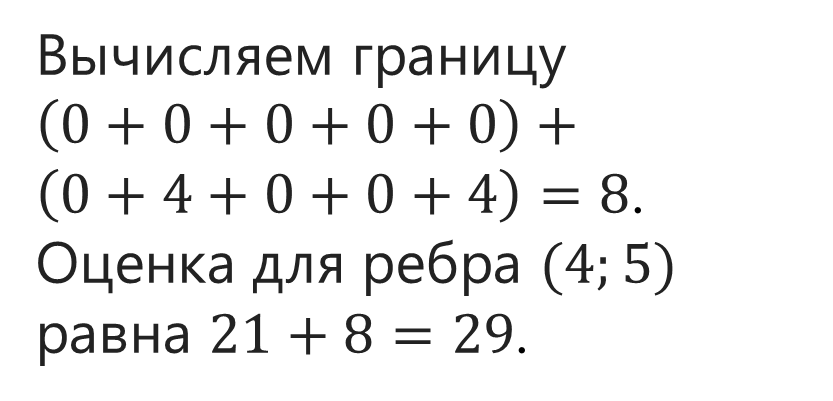 Вычисляем границу
(0 + 0 + 0 + 0 + 0) +
(0 + 4 + 0 + 0 + 4) = 8.
Оценка для ребра (4; 5)
равна 21 + 8 = 29.